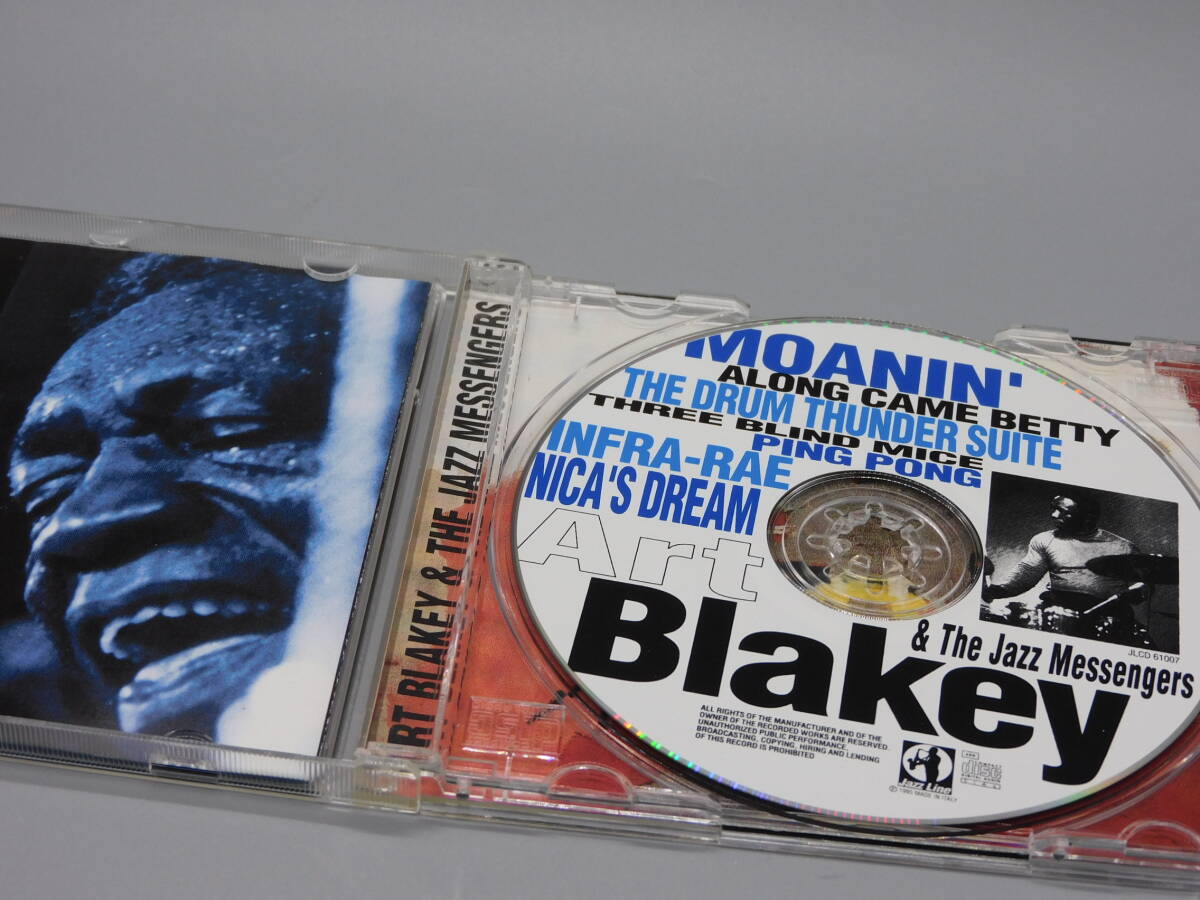 RT BLAKEY & THE JAZZ MESSENGERS
MOANIN'
ALONG CAME BETTY
THE DRUM THUNDER SUITE
THREE BLIND MICE
PING PONG
INFRA-RAE
NICA'S DREAM
Art
Blakey
& The Jazz Messengers
JLCD 61007
ALL RIGHTS OF THE MANUFACTURER AND OF THE
OWNER OF THE RECORDED WORKS ARE RESERVED.
UNAUTHORIZED PUBLIC PERFORMANCE,
BROADCASTING, COPYING, HIRING AND LENDING
OF THIS RECORD IS PROHIBITED
Jazz Line
℗ 1995 MADE IN ITALY